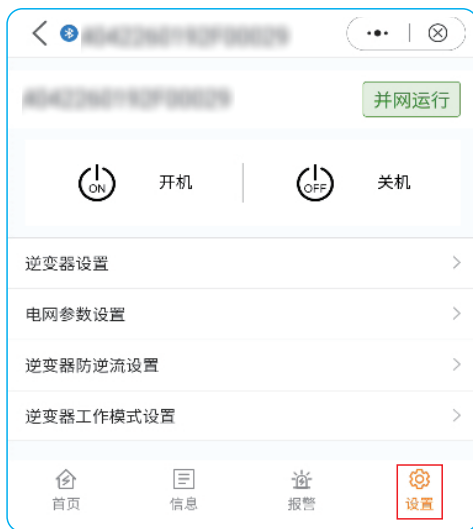 并网运行
ON 开机 OFF 关机
逆变器设置
电网参数设置
逆变器防逆流设置
逆变器工作模式设置
首页 信息 报警 设置